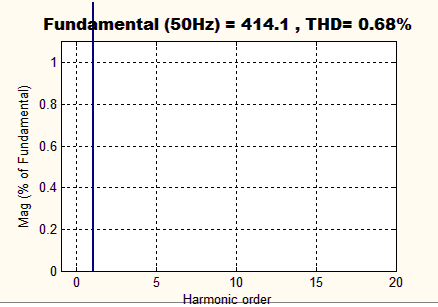 Fundamental (50Hz) = 414.1 , THD= 0.68%
Mag (% of Fundamental)
1
0.8
0.6
0.4
0.2
0
0 5 10 15 20
Harmonic order